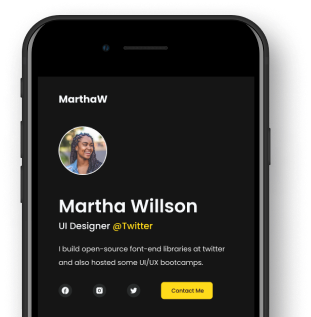 MarthaW
Martha Willson
UI Designer @Twitter
I build open-source font-end libraries at twitter
and also hosted some UI/UX bootcamps.
Contact Me